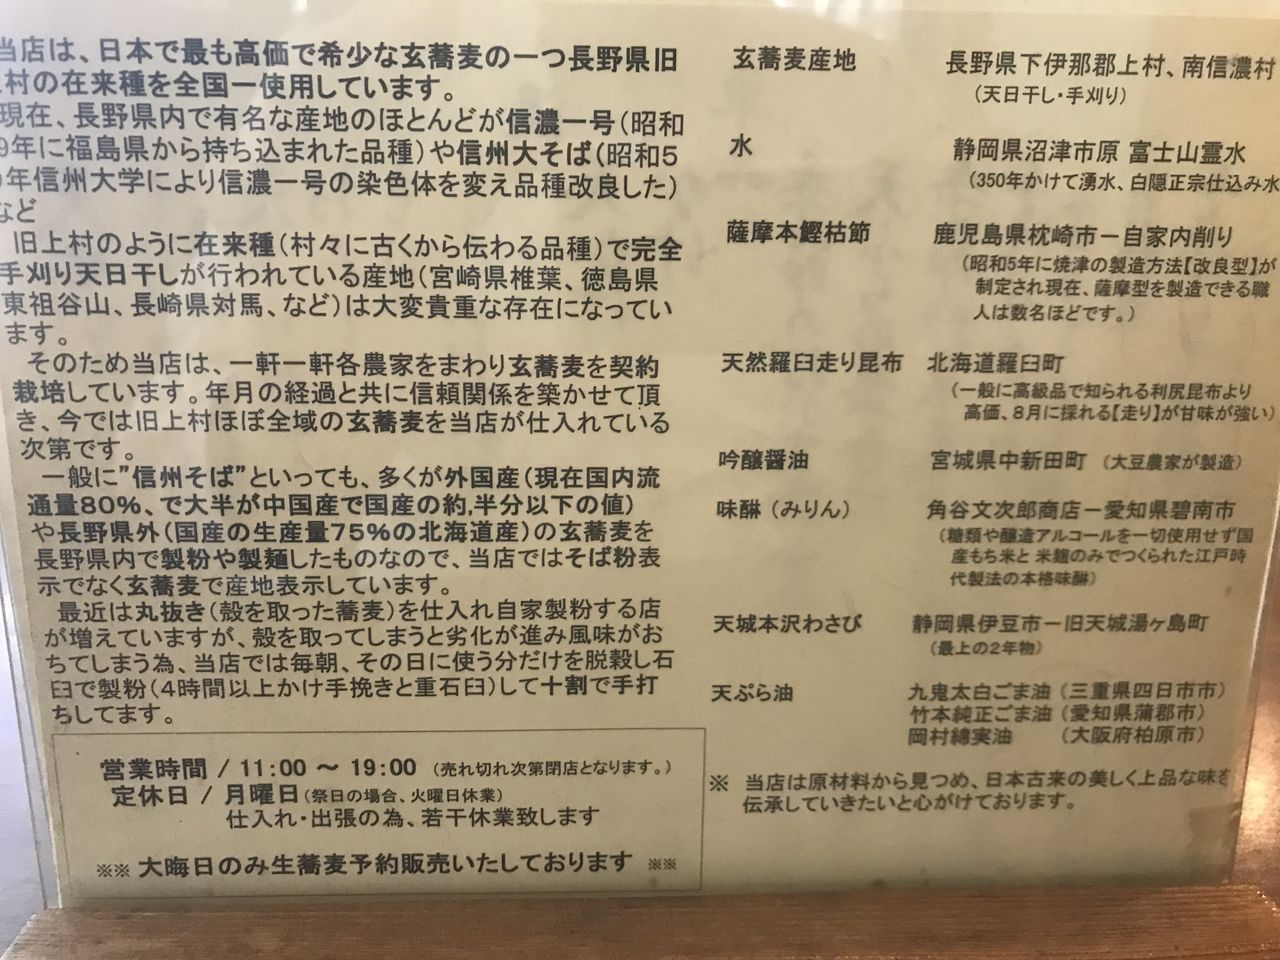 当店は、日本で最も高価で希少な玄蕎麦の一つ長野県旧
村の在来種を全国一使用しています。
現在、長野県内で有名な産地のほとんどが信濃一号(昭和
9年に福島県から持ち込まれた品種)や信州大そば(昭和5
年信州大学により信濃一号の染色体を変え品種改良した)
など
旧上村のように在来種(村々に古くから伝わる品種)で完全
手刈り天日干しが行われている産地(宮崎県椎葉、徳島県
東祖谷山、長崎県対馬、など)は大変貴重な存在になってい
ます。
そのため当店は、一軒一軒各農家をまわり玄蕎麦を契約
栽培しています。年月の経過と共に信頼関係を築かせて頂
き、今では旧上村ほぼ全域の玄蕎麦を当店が仕入れている
次第です。
一般に”信州そば”といっても、多くが外国産(現在国内流
通量80%、で大半が中国産で国産の約,半分以下の値)
や長野県外(国産の生産量75%の北海道産)の玄蕎麦を
長野県内で製粉や製麺したものなので、当店ではそば粉表
示でなく玄蕎麦で産地表示しています。
最近は丸抜き(殻を取った蕎麦)を仕入れ自家製粉する店
が増えていますが、殻を取ってしまうと劣化が進み風味がお
ちてしまう為、当店では毎朝、その日に使う分だけを脱穀し石
臼で製粉(4時間以上かけ手挽きと重石臼)して十割で手打
ちしてます。
営業時間 / 11:00 ～ 19:00 (売れ切れ次第閉店となります。)
定休日 / 月曜日(祭日の場合、火曜日休業)
仕入れ・出張の為、若干休業致します
※※ 大晦日のみ生蕎麦予約販売いたしております ※※
玄蕎麦産地 長野県下伊那郡上村、南信濃村
(天日干し・手刈り)
水 静岡県沼津市原 富士山霊水
(350年かけて湧水、白隠正宗仕込み水
薩摩本鰹枯節 鹿児島県枕崎市－自家内削り
(昭和5年に焼津の製造方法【改良型】が
制定され現在、薩摩型を製造できる職
人は数名ほどです。)
天然羅臼走り昆布 北海道羅臼町
(一般に高級品で知られる利尻昆布より
高価、8月に採れる【走り】が甘味が強い)
吟醸醤油 宮城県中新田町 (大豆農家が製造)
味醂 (みりん) 角谷文次郎商店－愛知県碧南市
(糖類や醸造アルコールを一切使用せず国
産もち米と 米麹のみでつくられた江戸時
代製法の本格味醂)
天城本沢わさび 静岡県伊豆市－旧天城湯ヶ島町
(最上の2年物)
天ぷら油 九鬼太白ごま油 (三重県四日市市)
竹本純正ごま油 (愛知県蒲郡市)
岡村綿実油 (大阪府柏原市)
※ 当店は原材料から見つめ、日本古来の美しく上品な味を
伝承していきたいと心がけております。